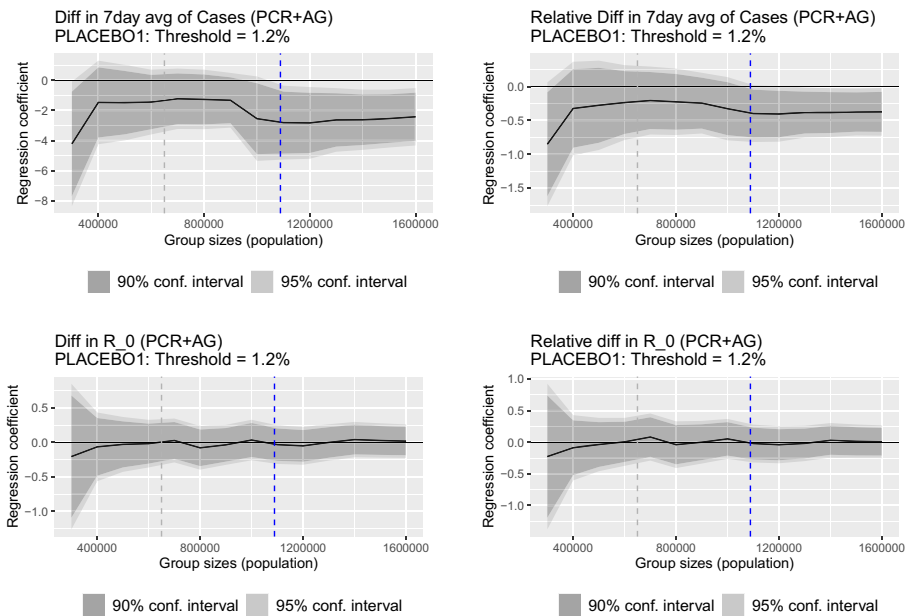 Diff in 7day avg of Cases (PCR+AG)
PLACEBO1: Threshold = 1.2%
Regression coefficient
0
−2
−4
−6
−8
400000 800000 1200000 1600000
Group sizes (population)
90% conf. interval 95% conf. interval
Relative Diff in 7day avg of Cases (PCR+AG)
PLACEBO1: Threshold = 1.2%
Regression coefficient
0.0
−0.5
−1.0
−1.5
400000 800000 1200000 1600000
Group sizes (population)
90% conf. interval 95% conf. interval
Diff in R_0 (PCR+AG)
PLACEBO1: Threshold = 1.2%
Regression coefficient
0.5
0.0
−0.5
−1.0
400000 800000 1200000 1600000
Group sizes (population)
90% conf. interval 95% conf. interval
Relative diff in R_0 (PCR+AG)
PLACEBO1: Threshold = 1.2%
Regression coefficient
1.0
0.5
0.0
−0.5
−1.0
400000 800000 1200000 1600000
Group sizes (population)
90% conf. interval 95% conf. interval